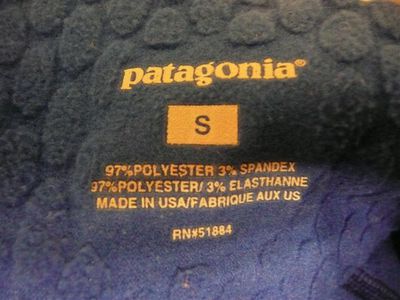 patagonia®
S
97%POLYESTER 3% SPANDEX
97%POLYESTER/ 3% ELASTHANNE
MADE IN USA/FABRIQUE AUX US
RN#51884